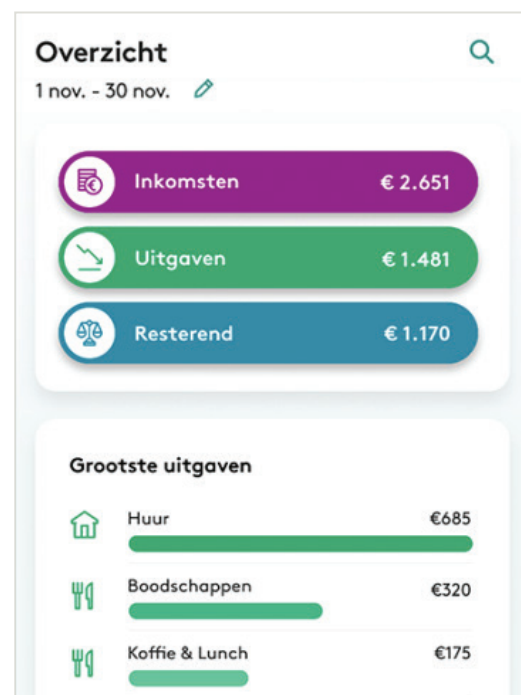 Overzicht
1 nov. - 30 nov.
Inkomsten € 2.651
Uitgaven € 1.481
Resterend € 1.170
Grootste uitgaven
Huur €685
Boodschappen €320
Koffie & Lunch €175